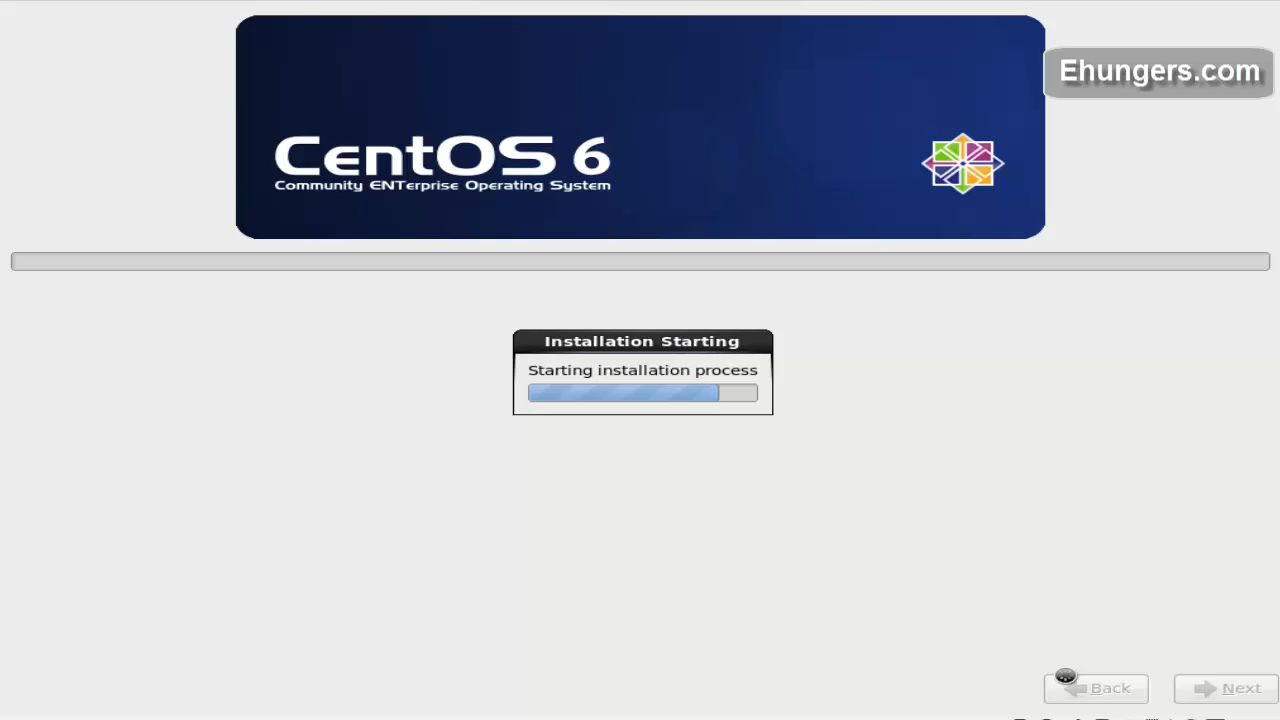 Ehungers.com
CentOS 6
Community ENTerprise Operating System
Installation Starting
Starting installation process
Back
Next